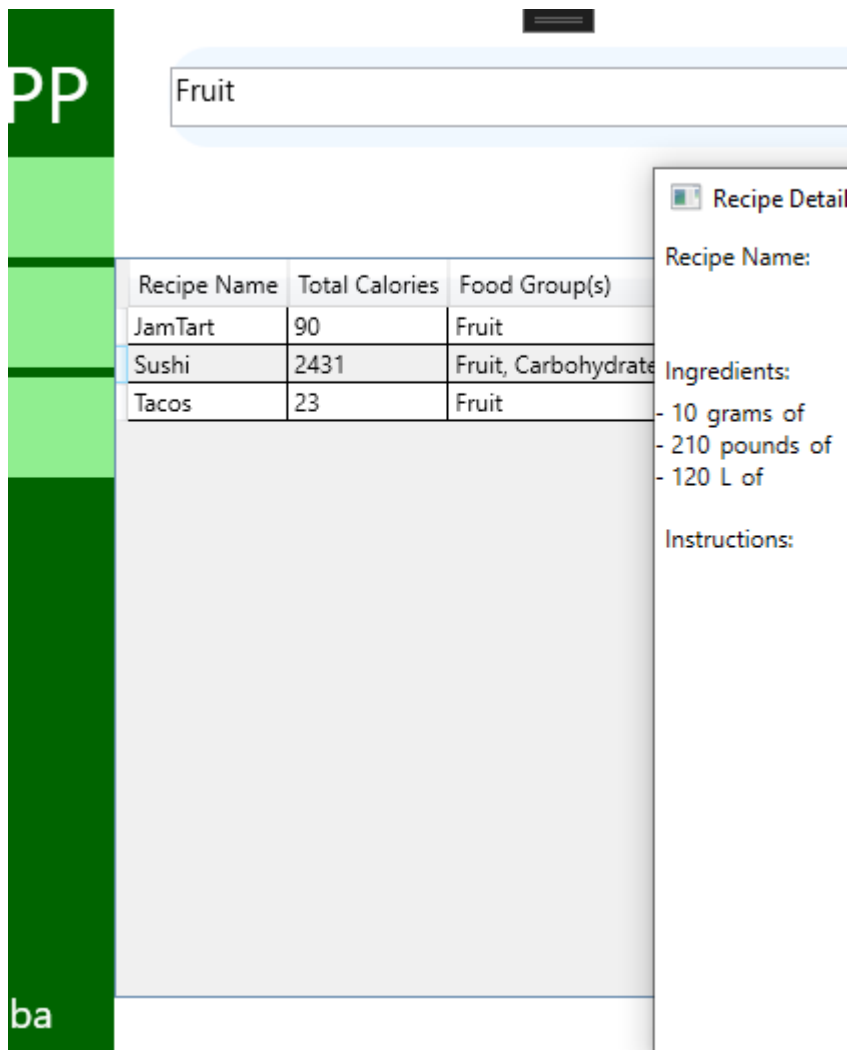 PP
Fruit
Recipe Detail
Recipe Name:
Recipe Name Total Calories Food Group(s)
JamTart 90 Fruit
Sushi 2431 Fruit, Carbohydrate
Tacos 23 Fruit
Ingredients:
- 10 grams of
- 210 pounds of
- 120 L of
Instructions:
ba